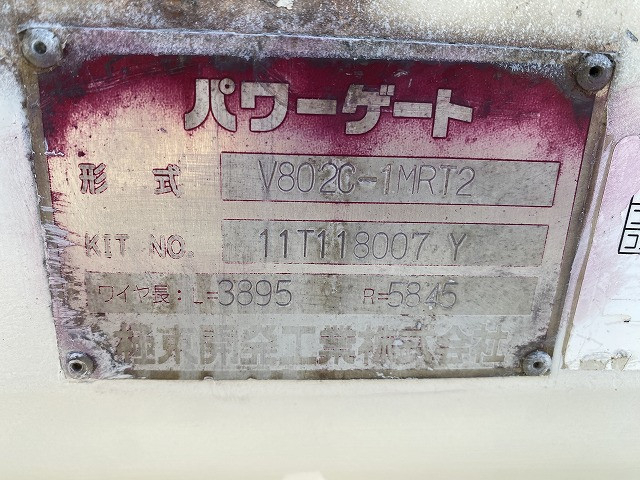 パワーゲート
形 式 V802C-1MRT2
KIT NO. 11T118007 Y
ワイヤ長: L=3895 R=5845
極東開発工業株式会社